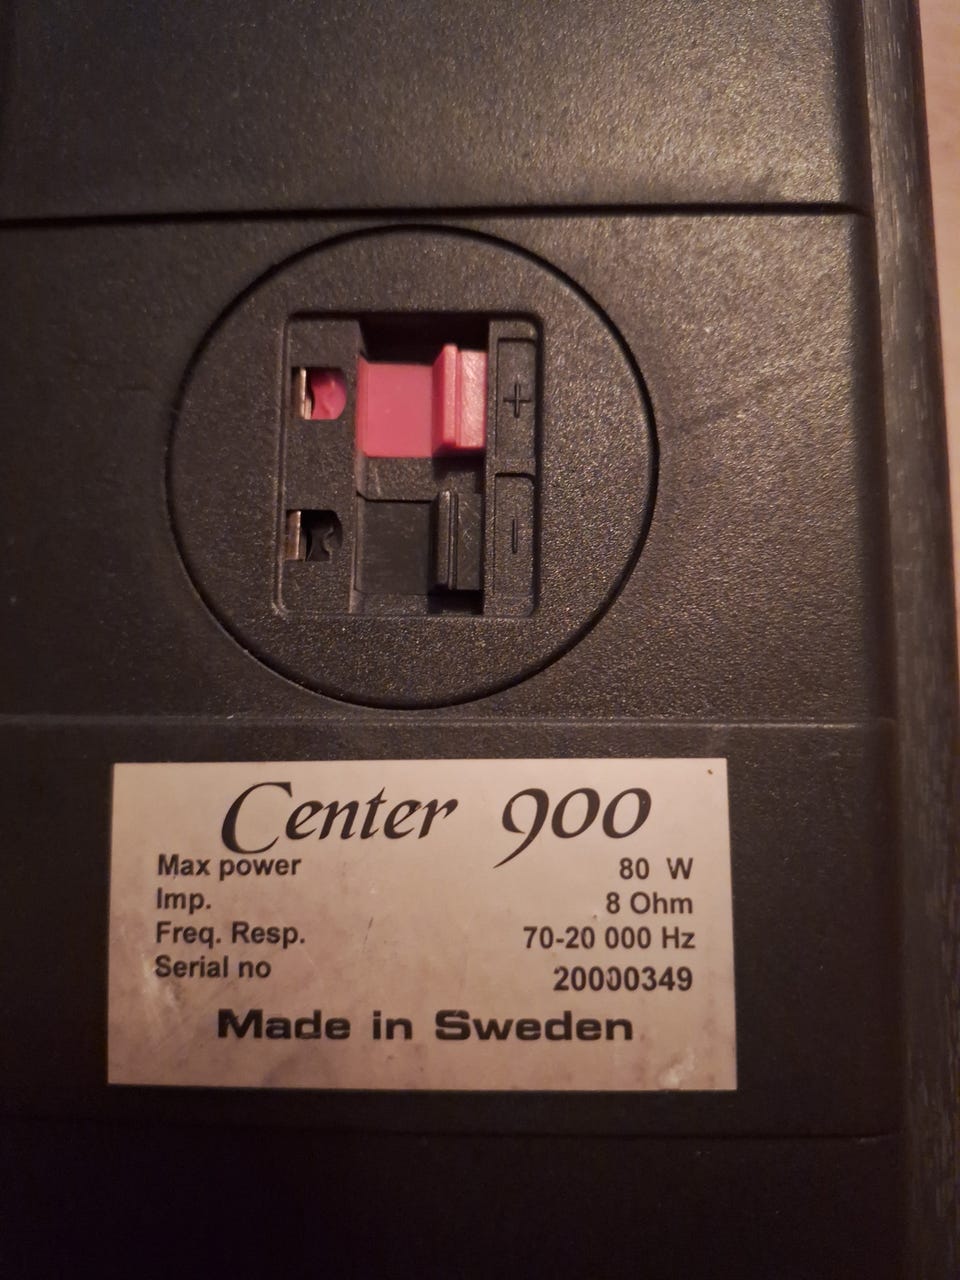 +
-
Center 900
Max power 80 W
Imp. 8 Ohm
Freq. Resp. 70-20 000 Hz
Serial no 20000349
Made in Sweden